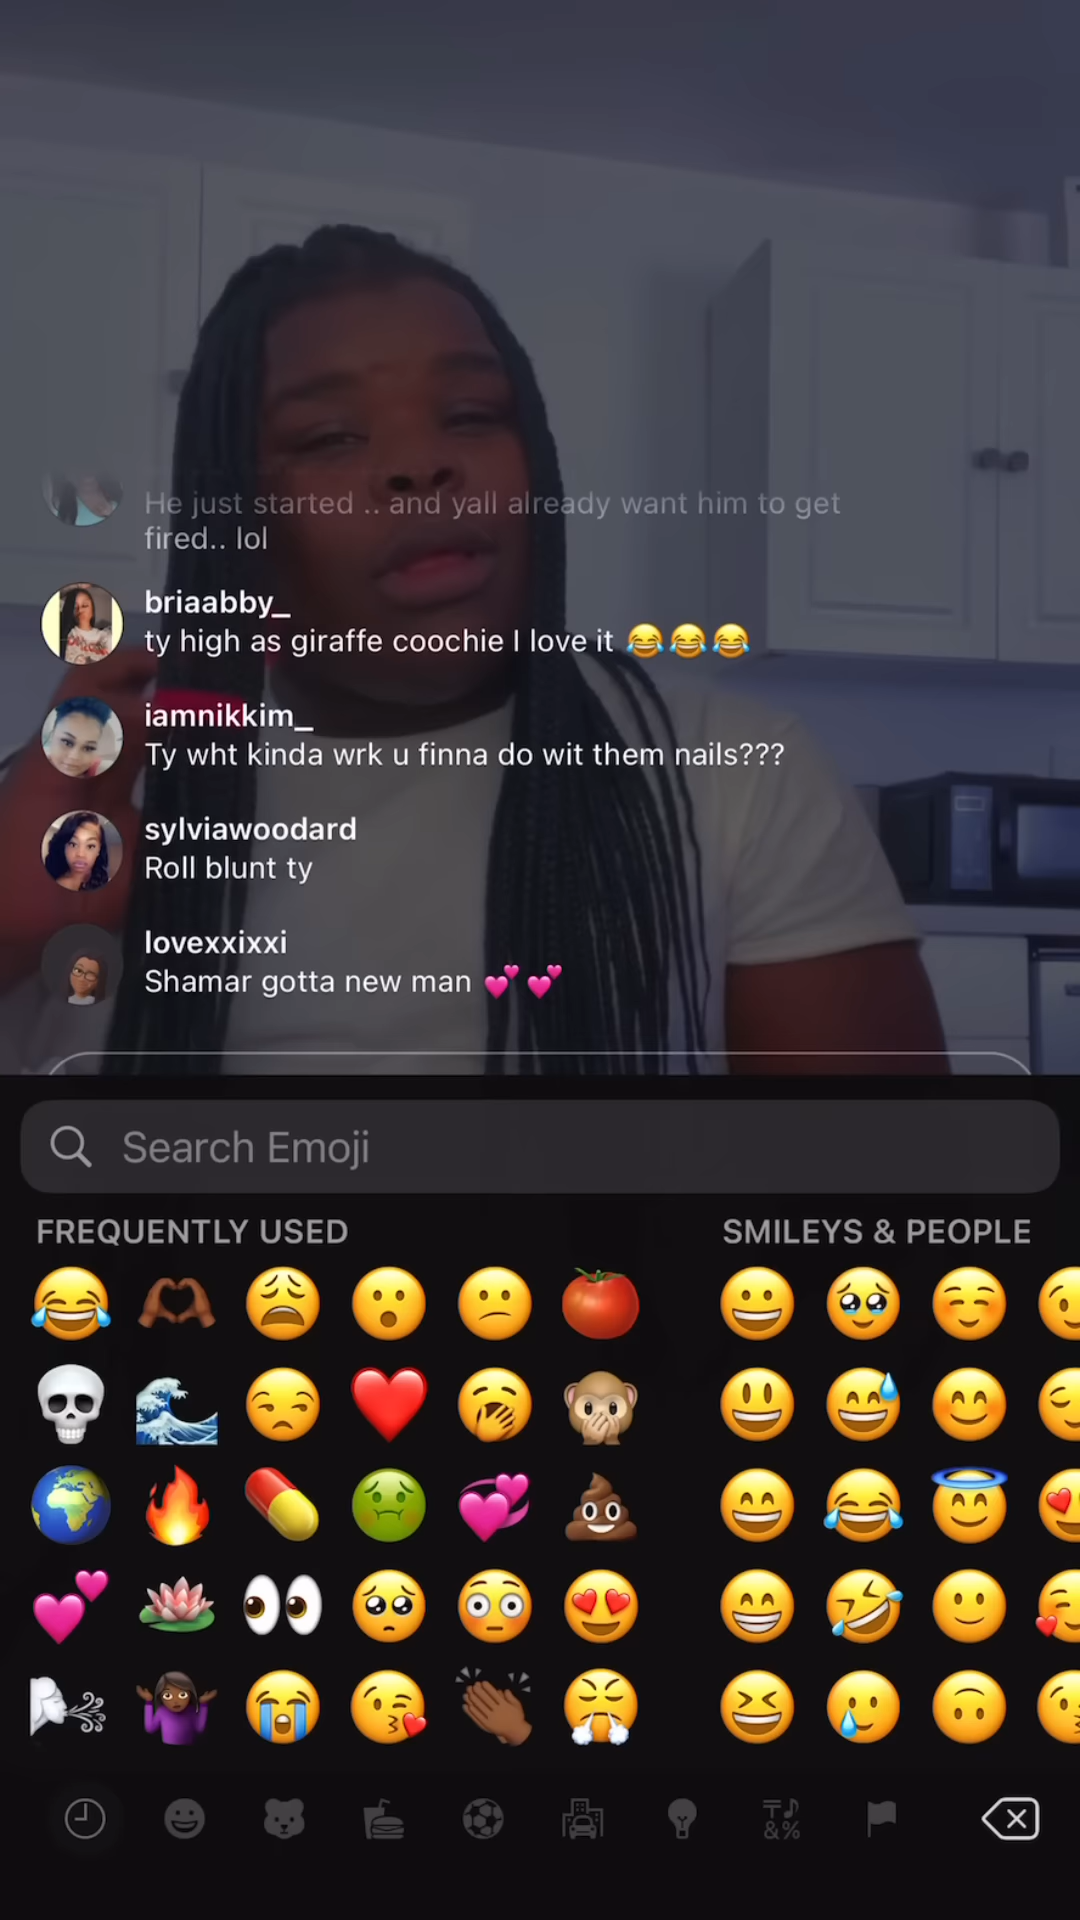 He just started .. and yall already want him to get
fired.. lol
briaabby_
ty high as giraffe coochie I love it 😂😂😂
iamnikkim_
Ty wht kinda wrk u finna do wit them nails???
sylviawoodard
Roll blunt ty
lovexxixxi
Shamar gotta new man 💕 💕
Search Emoji
FREQUENTLY USED
SMILEYS & PEOPLE